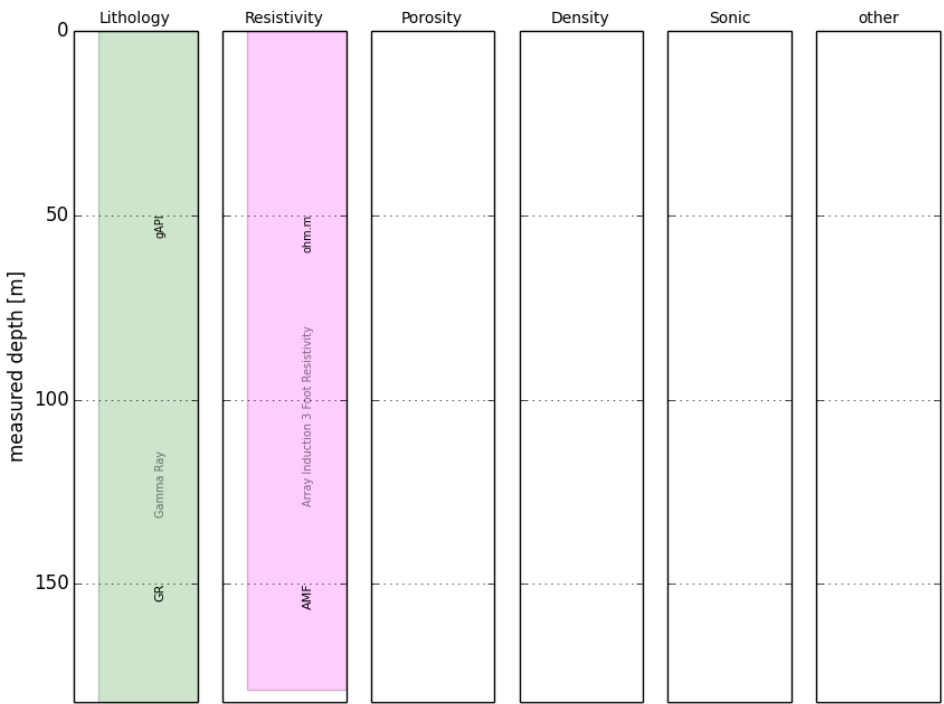 Lithology
Resistivity
Porosity
Density
Sonic
other
measured depth [m]
0
50
100
150
gAPI
Gamma Ray
GR
ohm.m
Array Induction 3 Foot Resistivity
AMF